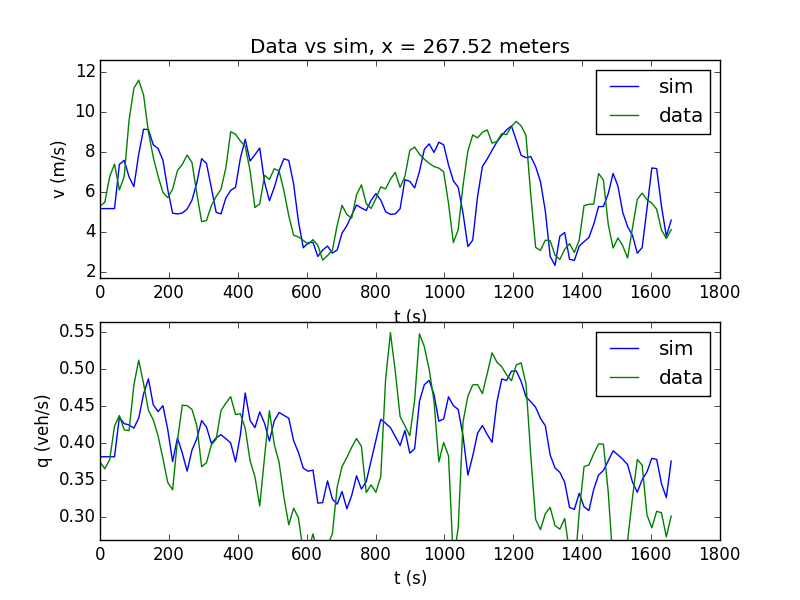 Data vs sim, x = 267.52 meters
12
10
8
6
4
2
v (m/s)
sim
data
0 200 400 600 800 1000 1200 1400 1600 1800
t (s)
0.55
0.50
0.45
0.40
0.35
0.30
q (veh/s)
sim
data
0 200 400 600 800 1000 1200 1400 1600 1800
t (s)